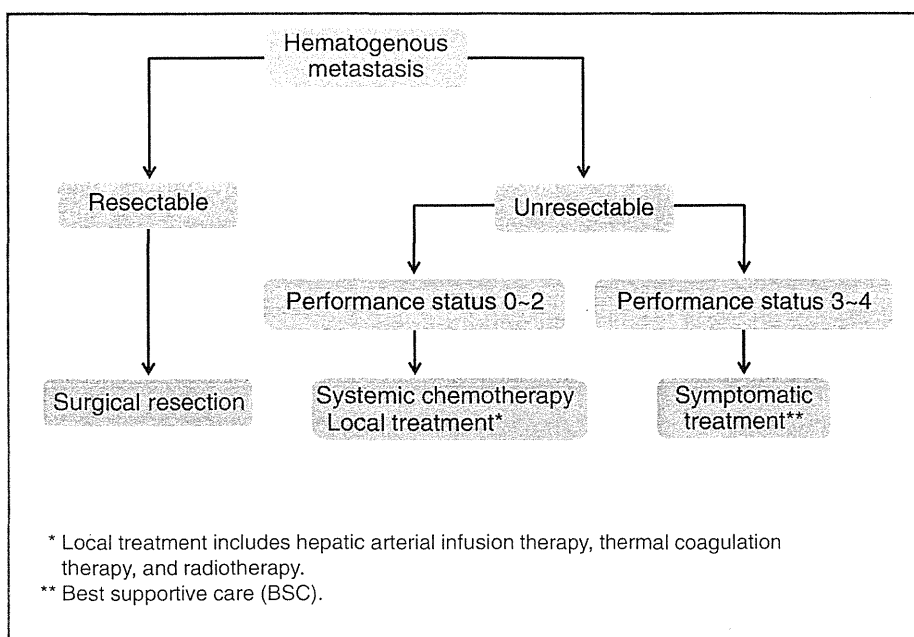 Hematogenous
metastasis
Resectable
Unresectable
Performance status 0~2
Performance status 3~4
Surgical resection
Systemic chemotherapy
Local treatment*
Symptomatic
treatment**
* Local treatment includes hepatic arterial infusion therapy, thermal coagulation
therapy, and radiotherapy.
** Best supportive care (BSC).